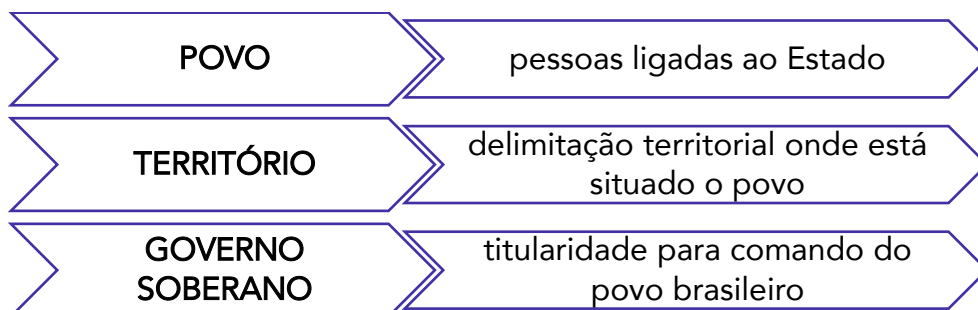 POVO
pessoas ligadas ao Estado
TERRITÓRIO
delimitação territorial onde está
situado o povo
GOVERNO
SOBERANO
titularidade para comando do
povo brasileiro